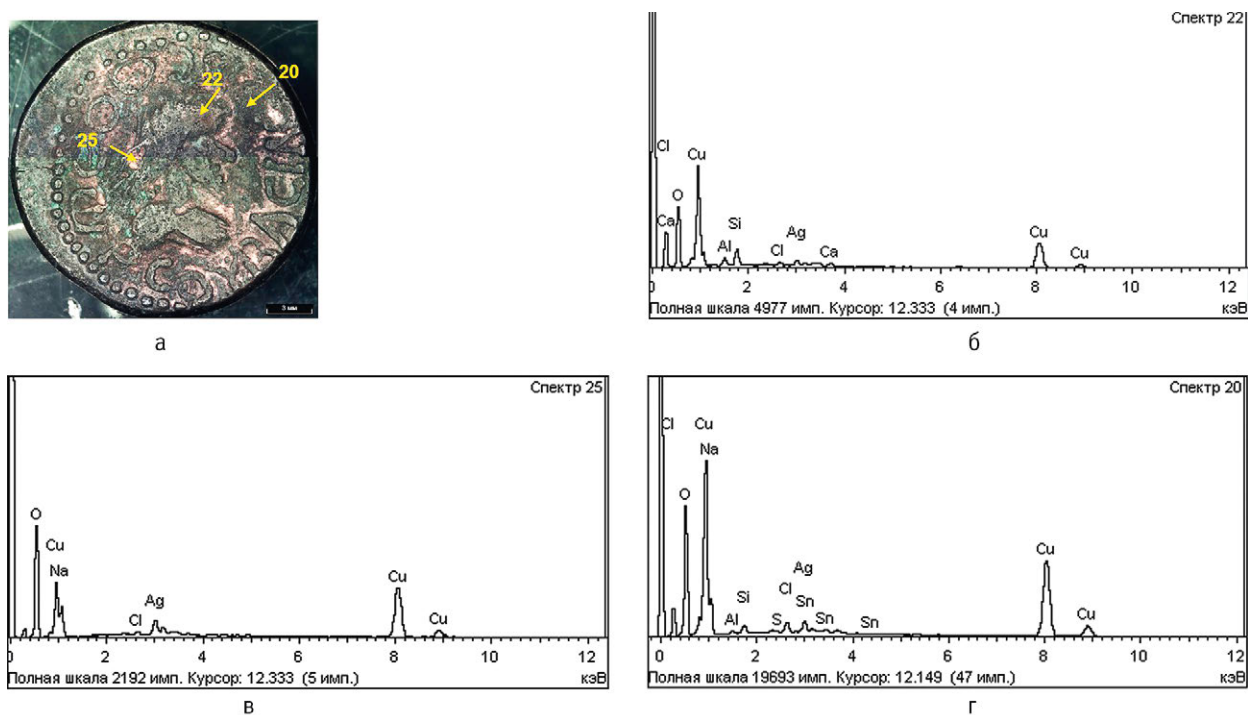 22
20
25
3 мм
а
Спектр 22
Cl
Cu
O
Ca
Si
Al
Cl
Ag
Ca
Cu
Cu
0 2 4 6 8 10 12
Полная шкала 4977 имп. Курсор: 12.333 (4 имп.) кэВ
б
Спектр 25
O
Cu
Na
Cl
Ag
Cu
Cu
0 2 4 6 8 10 12
Полная шкала 2192 имп. Курсор: 12.333 (5 имп.) кэВ
в
Спектр 20
Cl
Cu
Na
O
Ag
Cl
Si
Sn
Al
S
Sn
Sn
Cu
Cu
0 2 4 6 8 10 12
Полная шкала 19693 имп. Курсор: 12.149 (47 имп.) кэВ
г